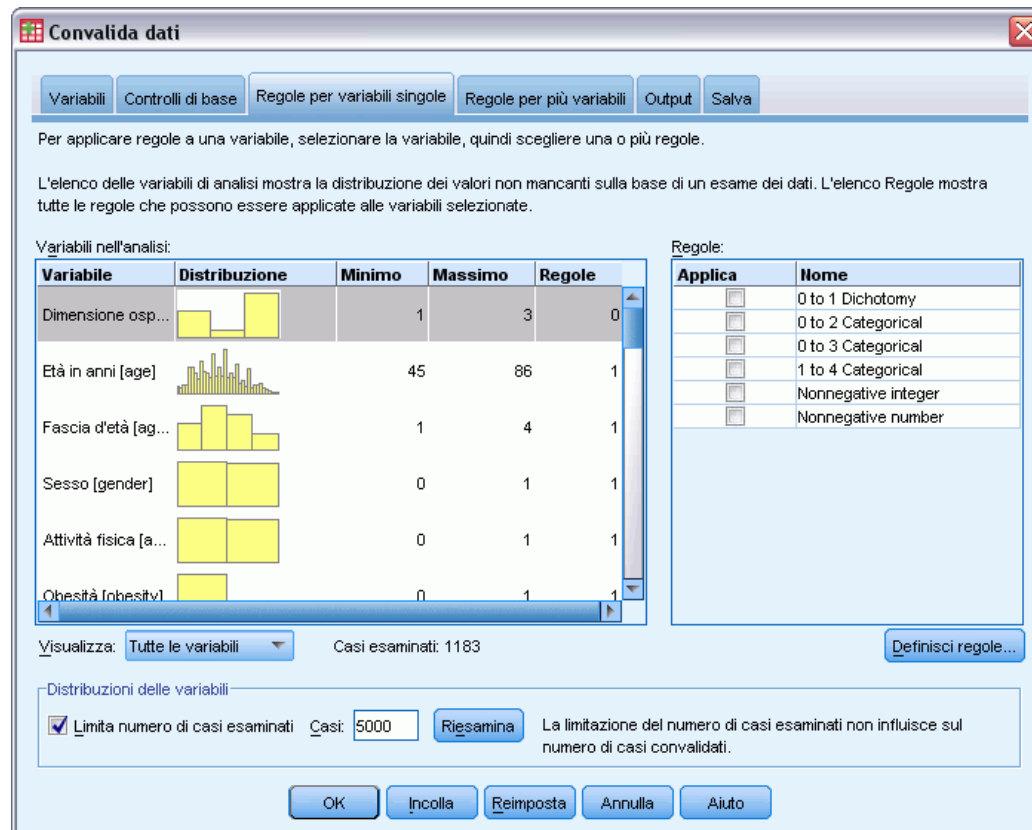 Convalida dati
Variabili Controlli di base Regole per variabili singole Regole per più variabili Output Salva
Per applicare regole a una variabile, selezionare la variabile, quindi scegliere una o più regole.
L'elenco delle variabili di analisi mostra la distribuzione dei valori non mancanti sulla base di un esame dei dati. L'elenco Regole mostra
tutte le regole che possono essere applicate alle variabili selezionate.
Variabili nell'analisi:
Variabile Distribuzione Minimo Massimo Regole
Dimensione osp... 1 3 0
Età in anni [age] 45 86 1
Fascia d'età [ag... 1 4 1
Sesso [gender] 0 1 1
Attività fisica [a... 0 1 1
Obesità [obesity] 0 1 1
Regole:
Applica Nome
0 to 1 Dichotomy
0 to 2 Categorical
0 to 3 Categorical
1 to 4 Categorical
Nonnegative integer
Nonnegative number
Visualizza: Tutte le variabili Casi esaminati: 1183 Definisci regole...
Distribuzioni delle variabili
Limita numero di casi esaminati Casi: 5000 Riesamina La limitazione del numero di casi esaminati non influisce sul
numero di casi convalidati.
OK Incolla Reimposta Annulla Aiuto